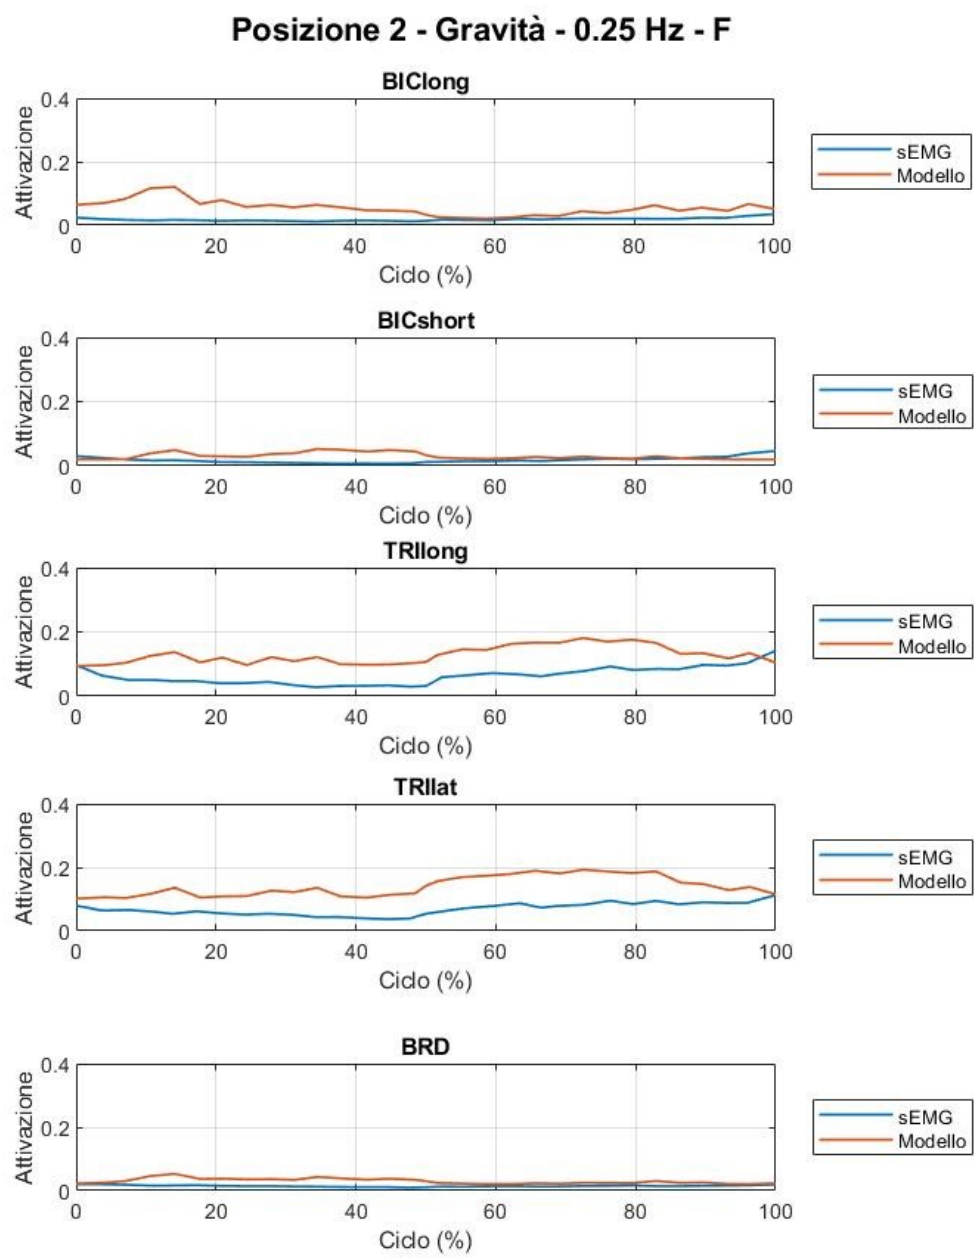 Posizione 2 - Gravità - 0.25 Hz - F
BIClong
0.4
0.2
0
Attivazione
0 20 40 60 80 100
Ciclo (%)
sEMG
Modello
BICshort
0.4
0.2
0
Attivazione
0 20 40 60 80 100
Ciclo (%)
sEMG
Modello
TRIlong
0.4
0.2
0
Attivazione
0 20 40 60 80 100
Ciclo (%)
sEMG
Modello
TRIlat
0.4
0.2
0
Attivazione
0 20 40 60 80 100
Ciclo (%)
sEMG
Modello
BRD
0.4
0.2
0
Attivazione
0 20 40 60 80 100
Ciclo (%)
sEMG
Modello